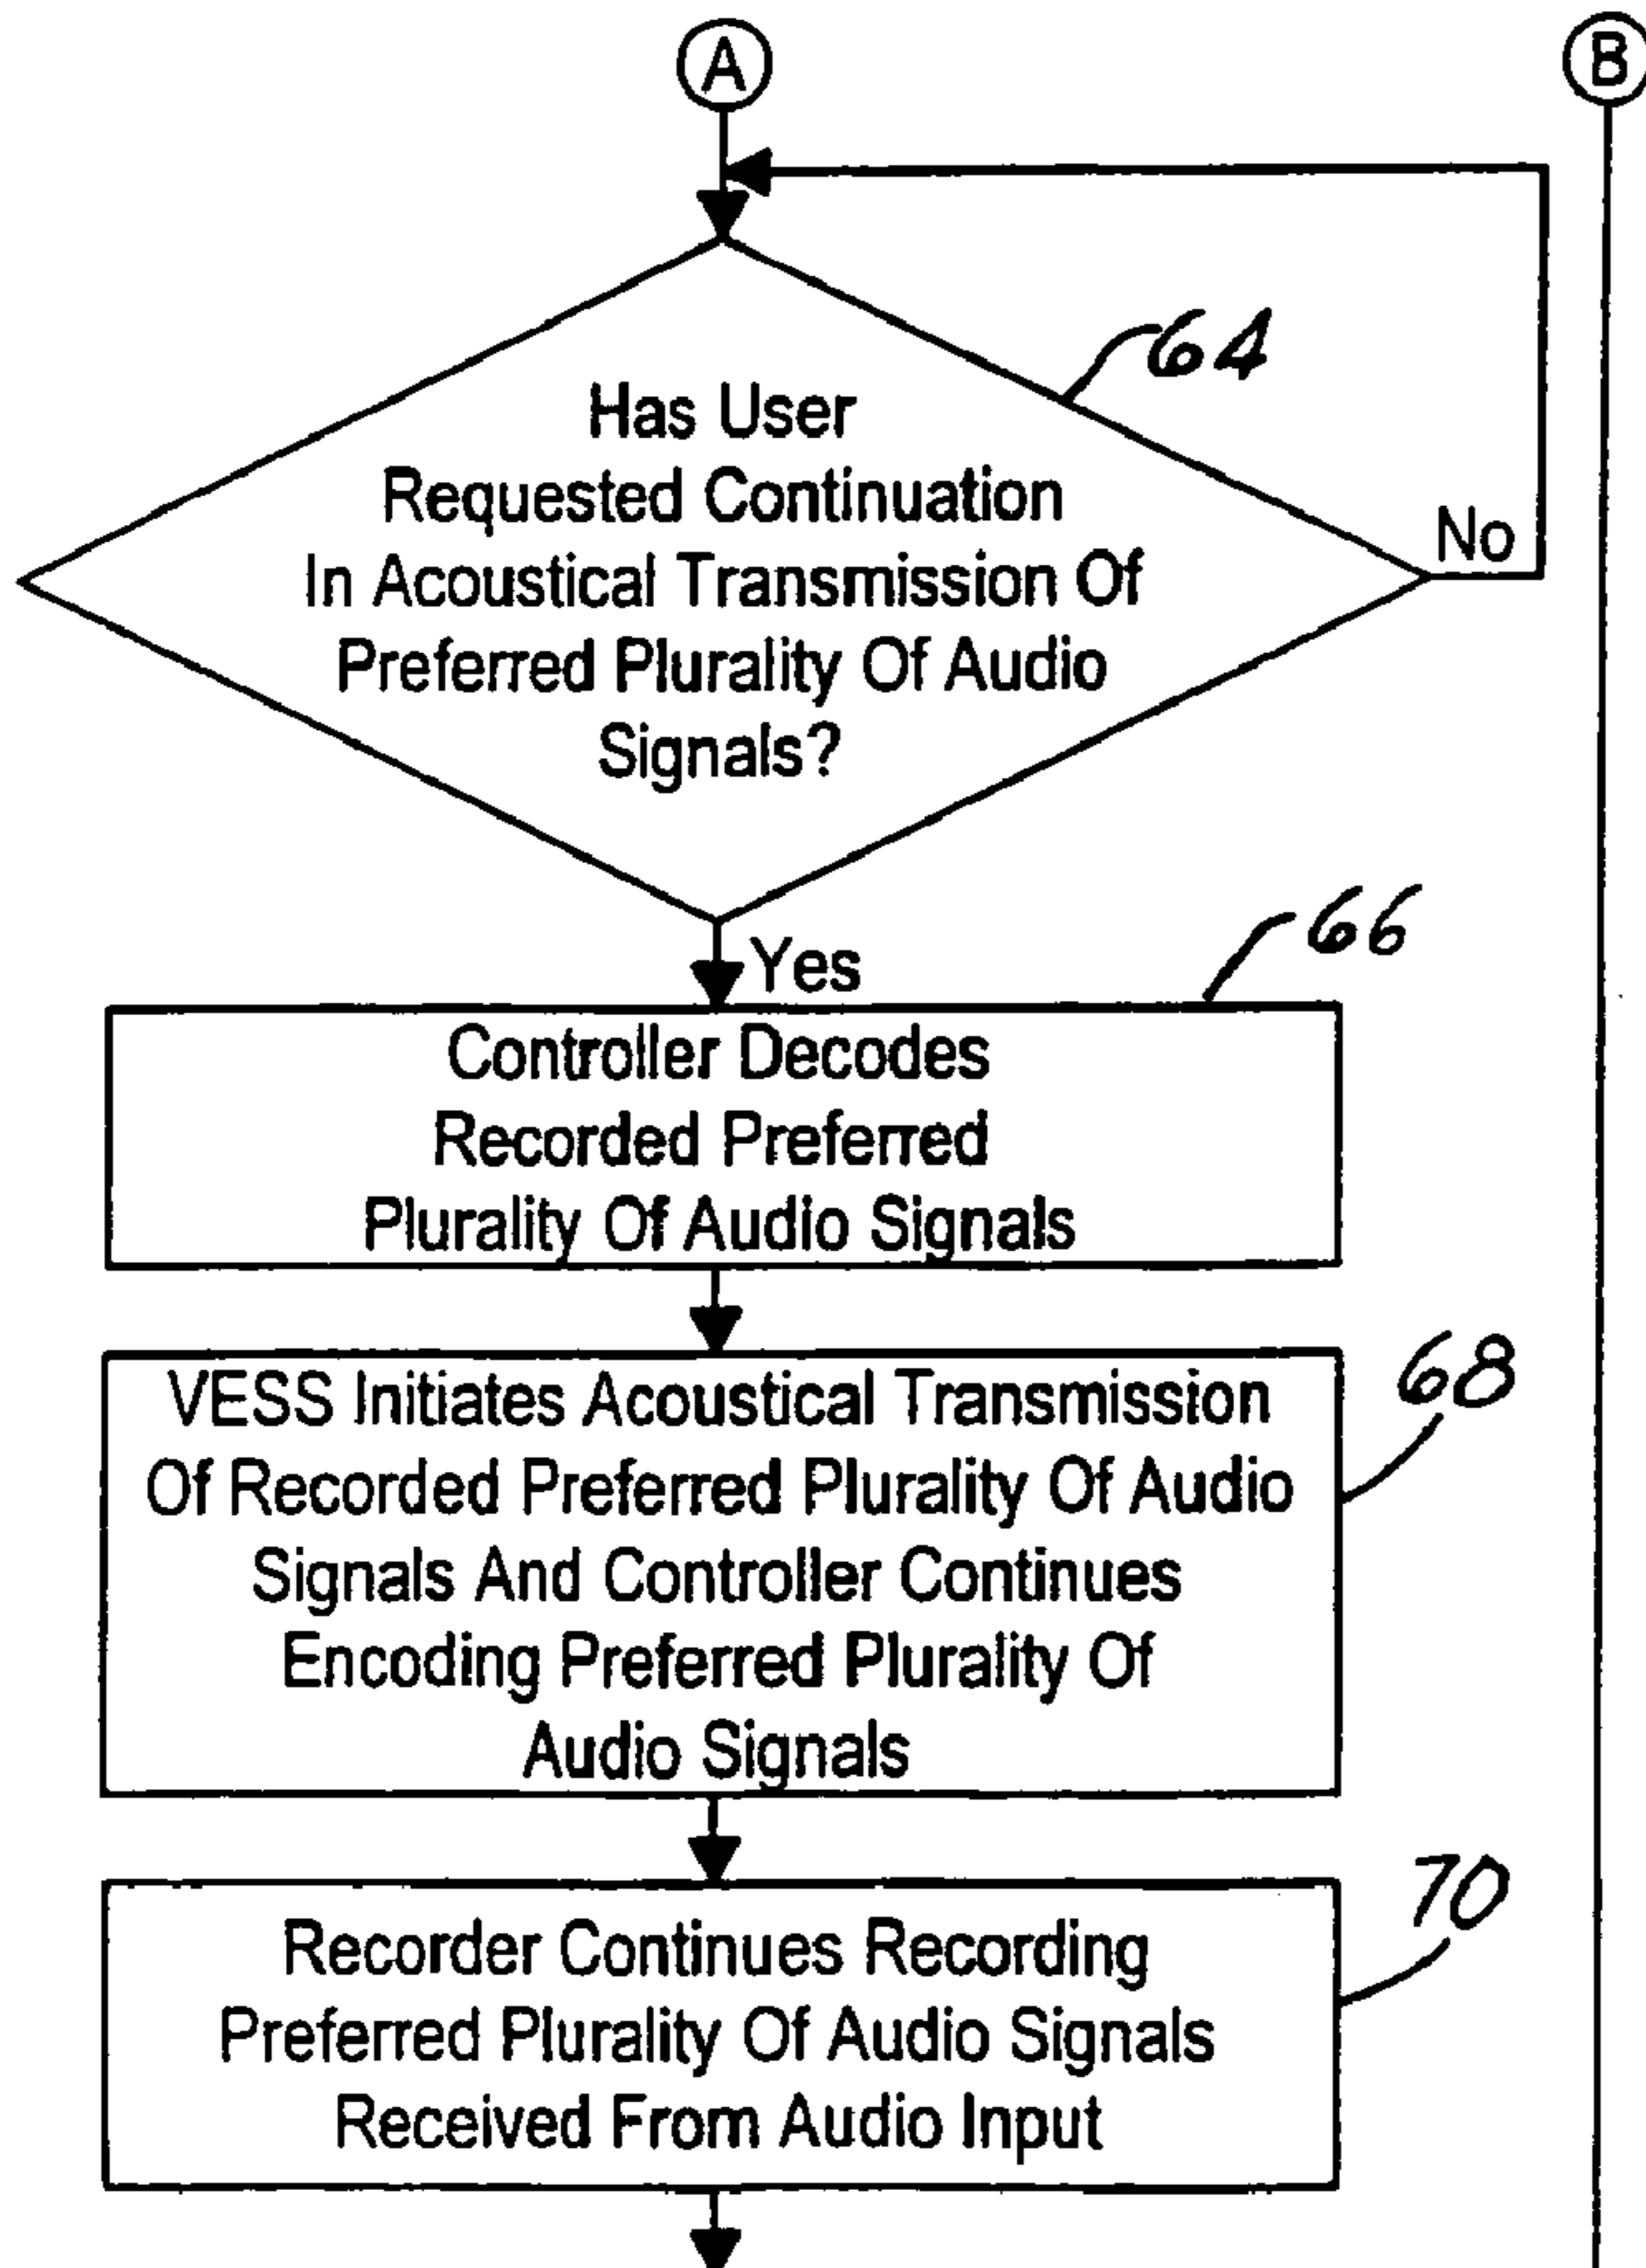 A
B
64
Has User
Requested Continuation
In Acoustical Transmission Of
Preferred Plurality Of Audio
Signals?
No
Yes
66
Controller Decodes
Recorded Preferred
Plurality Of Audio Signals
68
VESS Initiates Acoustical Transmission
Of Recorded Preferred Plurality Of Audio
Signals And Controller Continues
Encoding Preferred Plurality Of
Audio Signals
70
Recorder Continues Recording
Preferred Plurality Of Audio Signals
Received From Audio Input